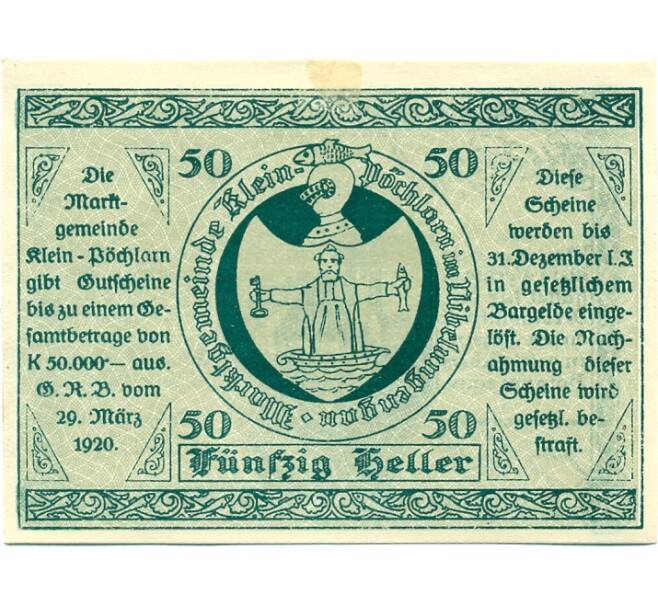 50
50
Die
Markt-
gemeinde
Klein-Pöchlarn
gibt Gutscheine
bis zu einem Ge-
samtbetrage von
K 50.000·— aus.
G. R. B. vom
29. März
1920.
Marktgemeinde Klein-Pöchlarn im Nibelungengau ·
Diese
Scheine
werden bis
31. Dezember l. J.
in gesetzlichem
Bargelde einge-
löst. Die Nach-
ahmung dieser
Scheine wird
gesetzl. be-
straft.
50
50
Fünfzig Heller